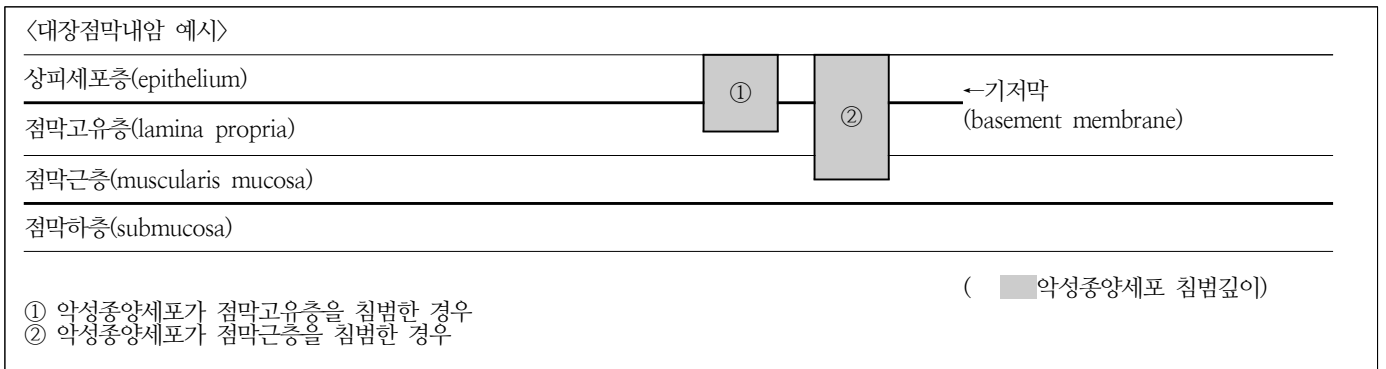 〈대장점막내암 예시〉
상피세포층(epithelium)
①
←기저막
(basement membrane)
②
점막고유층(lamina propria)
점막근층(muscularis mucosa)
점막하층(submucosa)
( 악성종양세포 침범깊이)
① 악성종양세포가 점막고유층을 침범한 경우
② 악성종양세포가 점막근층을 침범한 경우